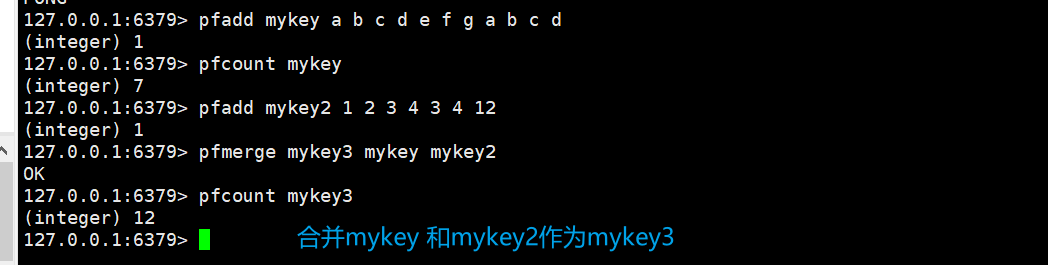 127.0.0.1:6379> pfadd mykey a b c d e f g a b c d
(integer) 1
127.0.0.1:6379> pfcount mykey
(integer) 7
127.0.0.1:6379> pfadd mykey2 1 2 3 4 3 4 12
(integer) 1
127.0.0.1:6379> pfmerge mykey3 mykey mykey2
OK
127.0.0.1:6379> pfcount mykey3
(integer) 12
127.0.0.1:6379>
合并mykey 和mykey2作为mykey3